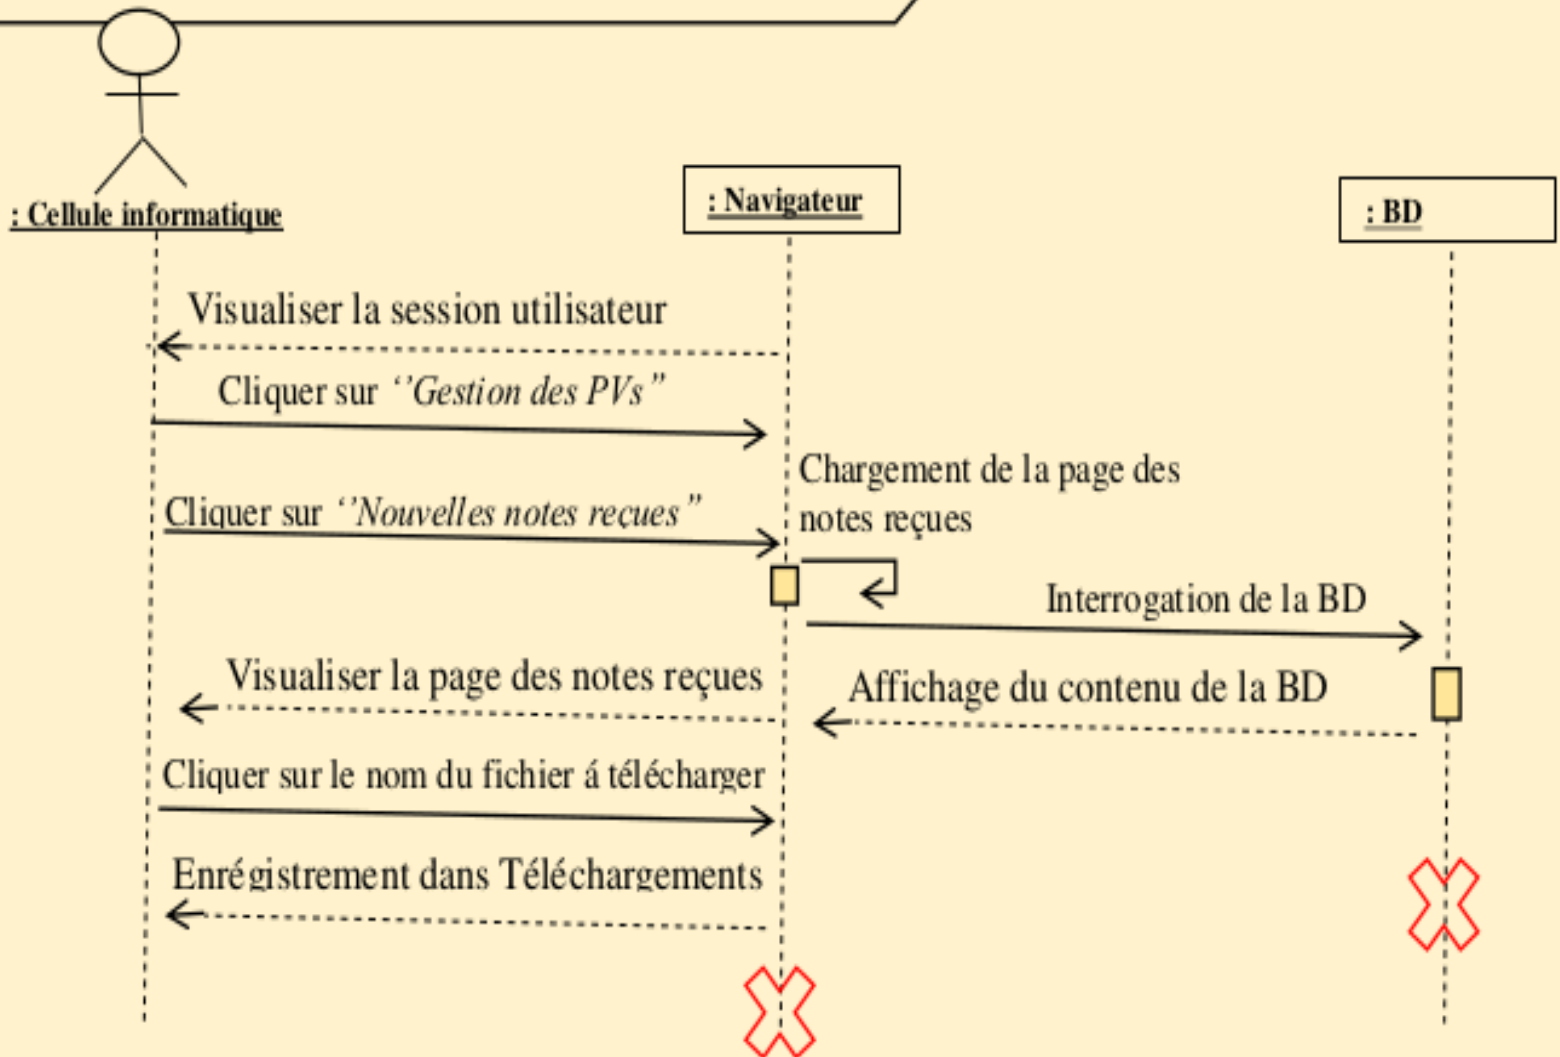 : Cellule informatique
: Navigateur
: BD
Visualiser la session utilisateur
Cliquer sur ‘’Gestion des PVs”
Chargement de la page des
notes reçues
Cliquer sur ‘’Nouvelles notes reçues”
Interrogation de la BD
Visualiser la page des notes reçues
Affichage du contenu de la BD
Cliquer sur le nom du fichier á télécharger
Enrégistrement dans Téléchargements